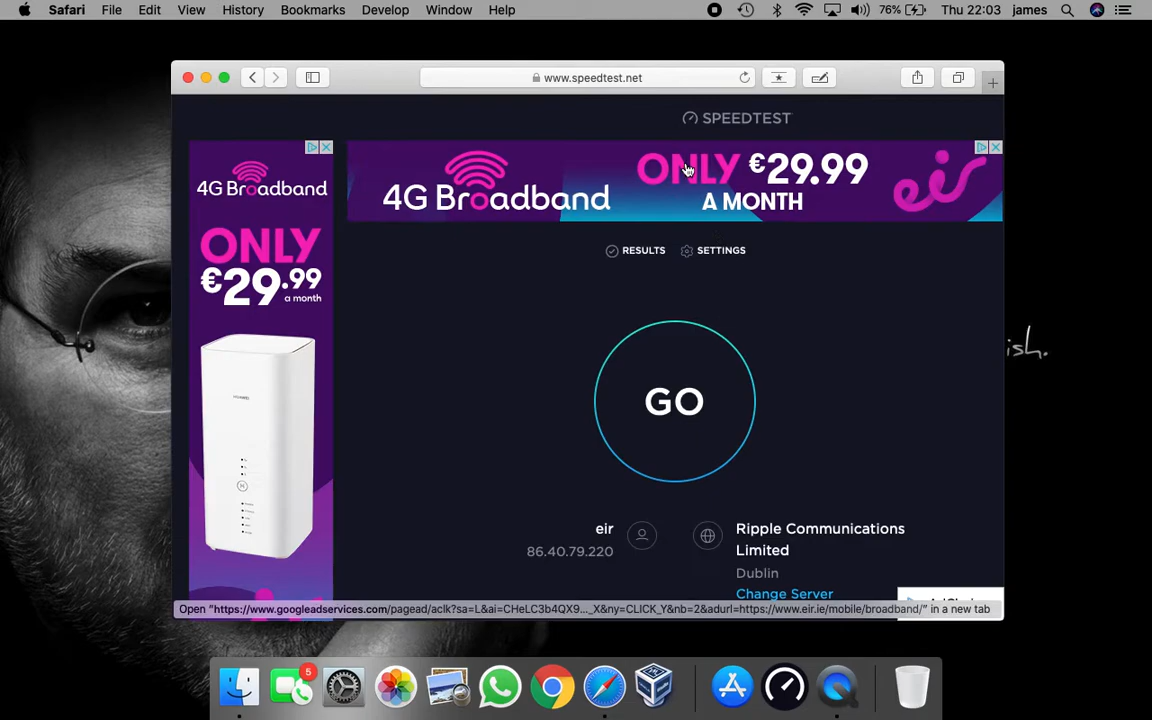 Safari File Edit View History Bookmarks Develop Window Help 76% Thu 22:03 james
www.speedtest.net
SPEEDTEST
4G Broadband
ONLY
€29.99
a month
HUAWEI
4G Broadband
ONLY €29.99
A MONTH
eir
RESULTS SETTINGS
GO
eir
86.40.79.220
Ripple Communications
Limited
Dublin
Change Server
Open "https://www.googleadservices.com/pagead/aclk?sa=L&ai=CHeLC3b4QX9..._X&ny=CLICK_Y&nb=2&adurl=https://www.eir.ie/mobile/broadband/" in a new tab
ish.
5